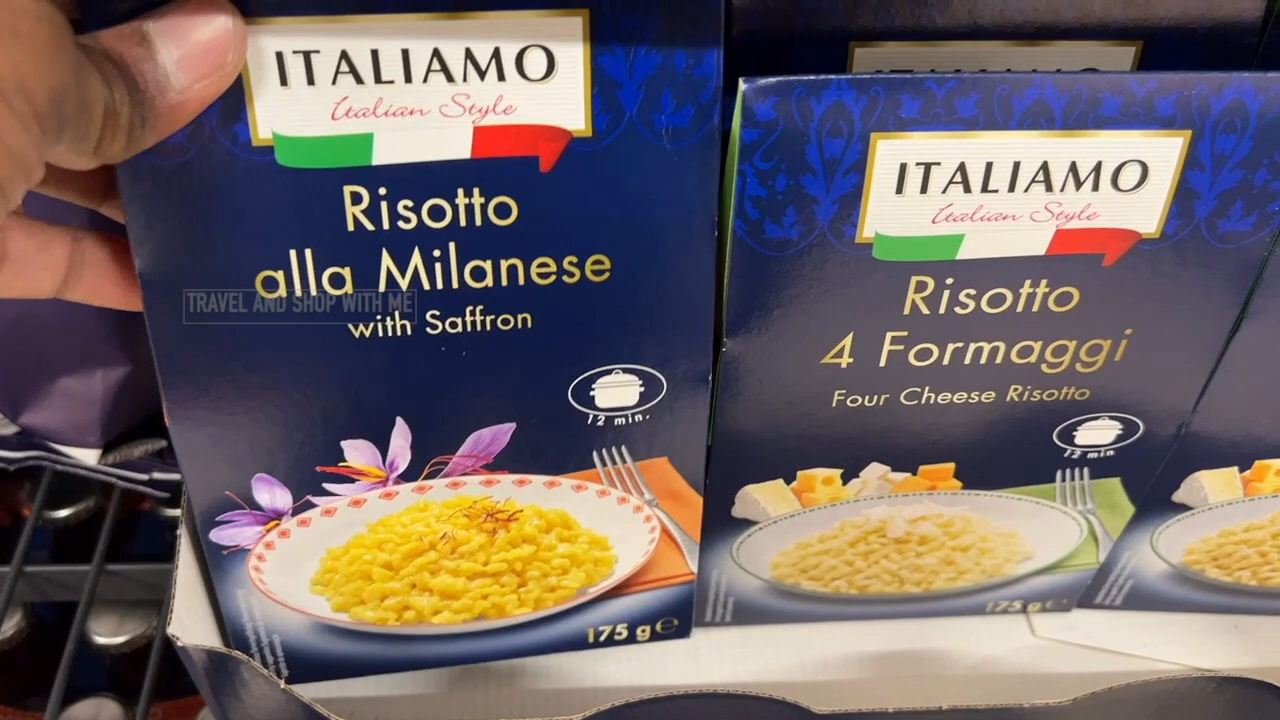 ITALIAMO
Italian Style
Risotto
alla Milanese
with Saffron
TRAVEL AND SHOP WITH ME
12 min.
175 g ℮
ITALIAMO
Italian Style
Risotto
4 Formaggi
Four Cheese Risotto
12 min.
175 g ℮